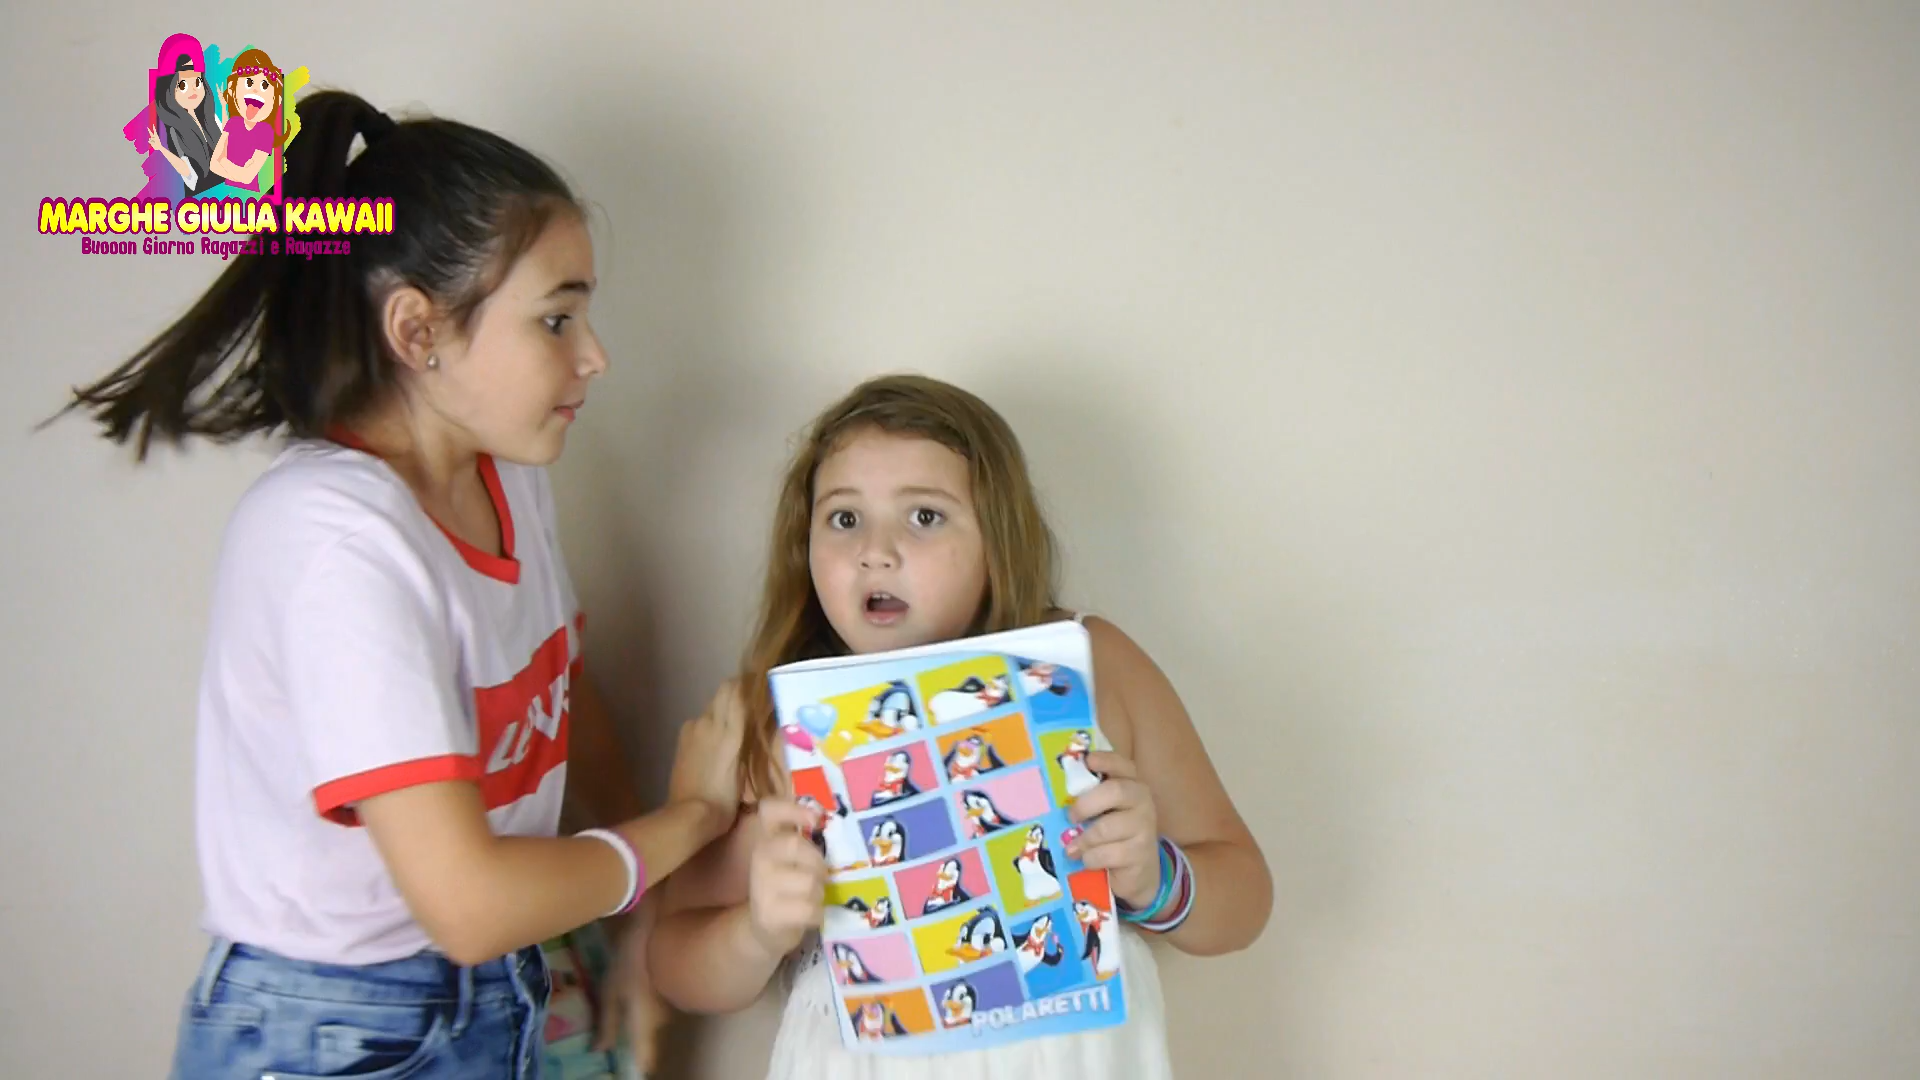 MARGHE GIULIA KAWAII
Buooon Giorno Ragazzi e Ragazze
POLARETTI